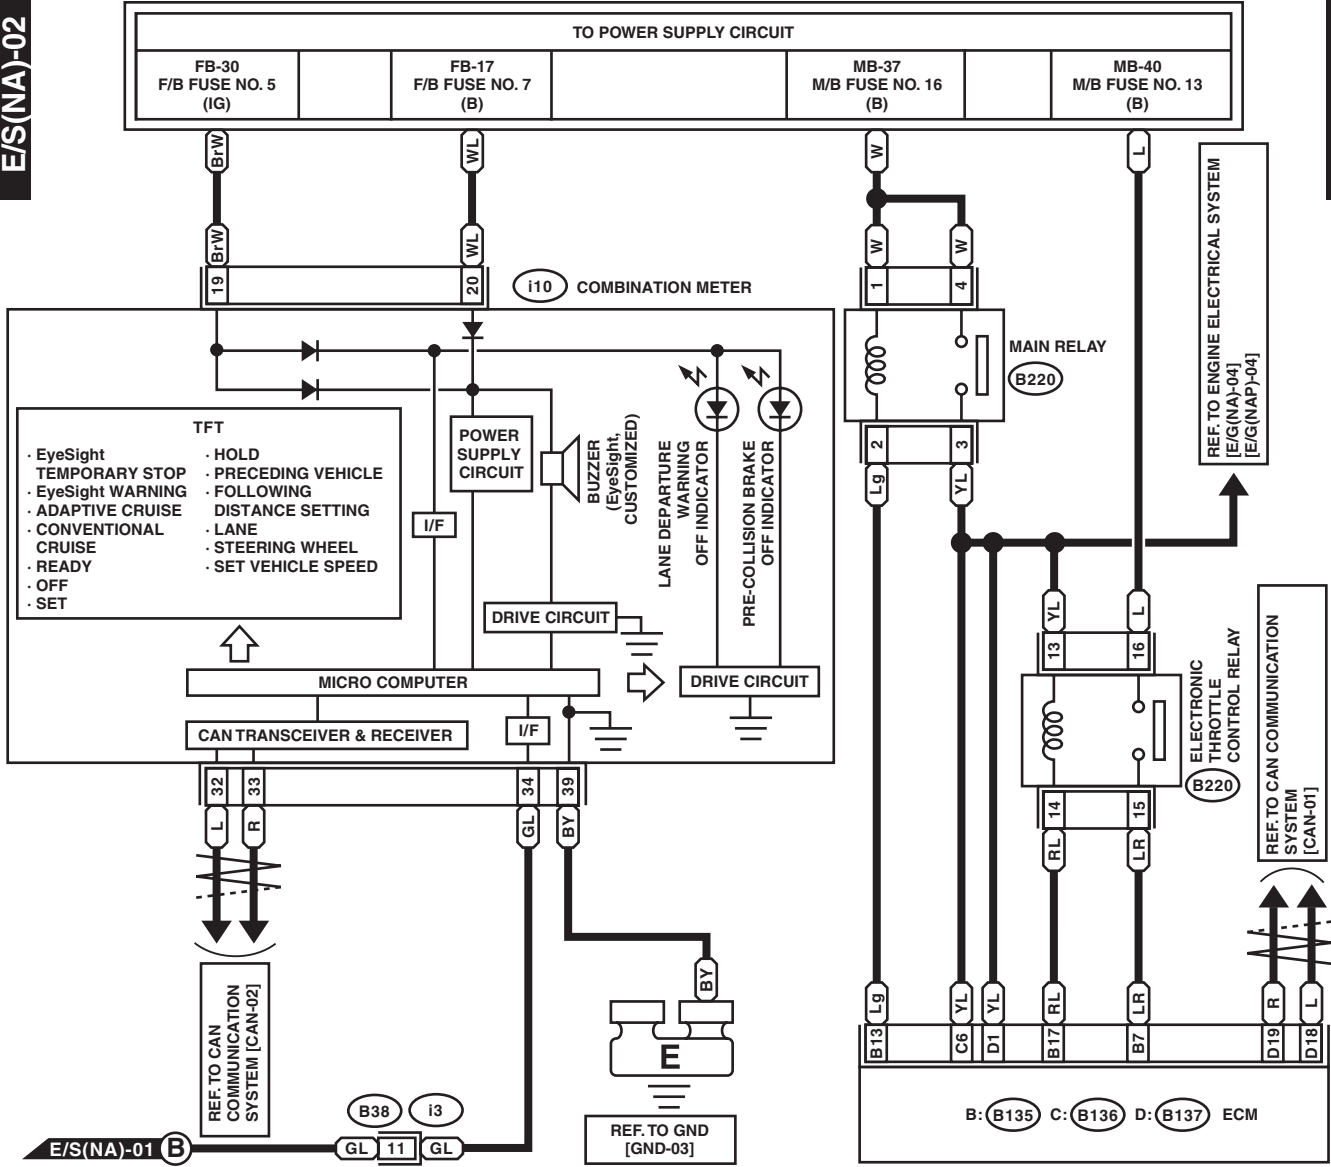 E/S(NA)-02
TO POWER SUPPLY CIRCUIT
FB-30
F/B FUSE NO. 5
(IG)
FB-17
F/B FUSE NO. 7
(B)
MB-37
M/B FUSE NO. 16
(B)
MB-40
M/B FUSE NO. 13
(B)
BrW
WL
W
L
BrW
WL
W
W
19
20
i10
COMBINATION METER
1
4
MAIN RELAY
B220
REF. TO ENGINE ELECTRICAL SYSTEM
[E/G(NA)-04]
[E/G(NAP)-04]
TFT
· EyeSight
TEMPORARY STOP
· EyeSight WARNING
· ADAPTIVE CRUISE
· CONVENTIONAL
CRUISE
· READY
· OFF
· SET
· HOLD
· PRECEDING VEHICLE
· FOLLOWING
DISTANCE SETTING
· LANE
· STEERING WHEEL
· SET VEHICLE SPEED
I/F
POWER
SUPPLY
CIRCUIT
BUZZER
(EyeSight,
CUSTOMIZED)
LANE DEPARTURE
WARNING
OFF INDICATOR
PRE-COLLISION BRAKE
OFF INDICATOR
2
3
Lg
YL
DRIVE CIRCUIT
MICRO COMPUTER
DRIVE CIRCUIT
CAN TRANSCEIVER & RECEIVER
I/F
YL
L
13
16
ELECTRONIC
THROTTLE
CONTROL RELAY
B220
14
15
RL
LR
REF. TO CAN COMMUNICATION
SYSTEM
[CAN-01]
32
33
34
39
L
R
GL
BY
REF. TO CAN
COMMUNICATION
SYSTEM [CAN-02]
BY
E
REF. TO GND
[GND-03]
Lg
YL
YL
RL
LR
R
L
B13
C6
D1
B17
B7
D19
D18
B: B135 C: B136 D: B137 ECM
B38
i3
E/S(NA)-01 B
GL 11 GL